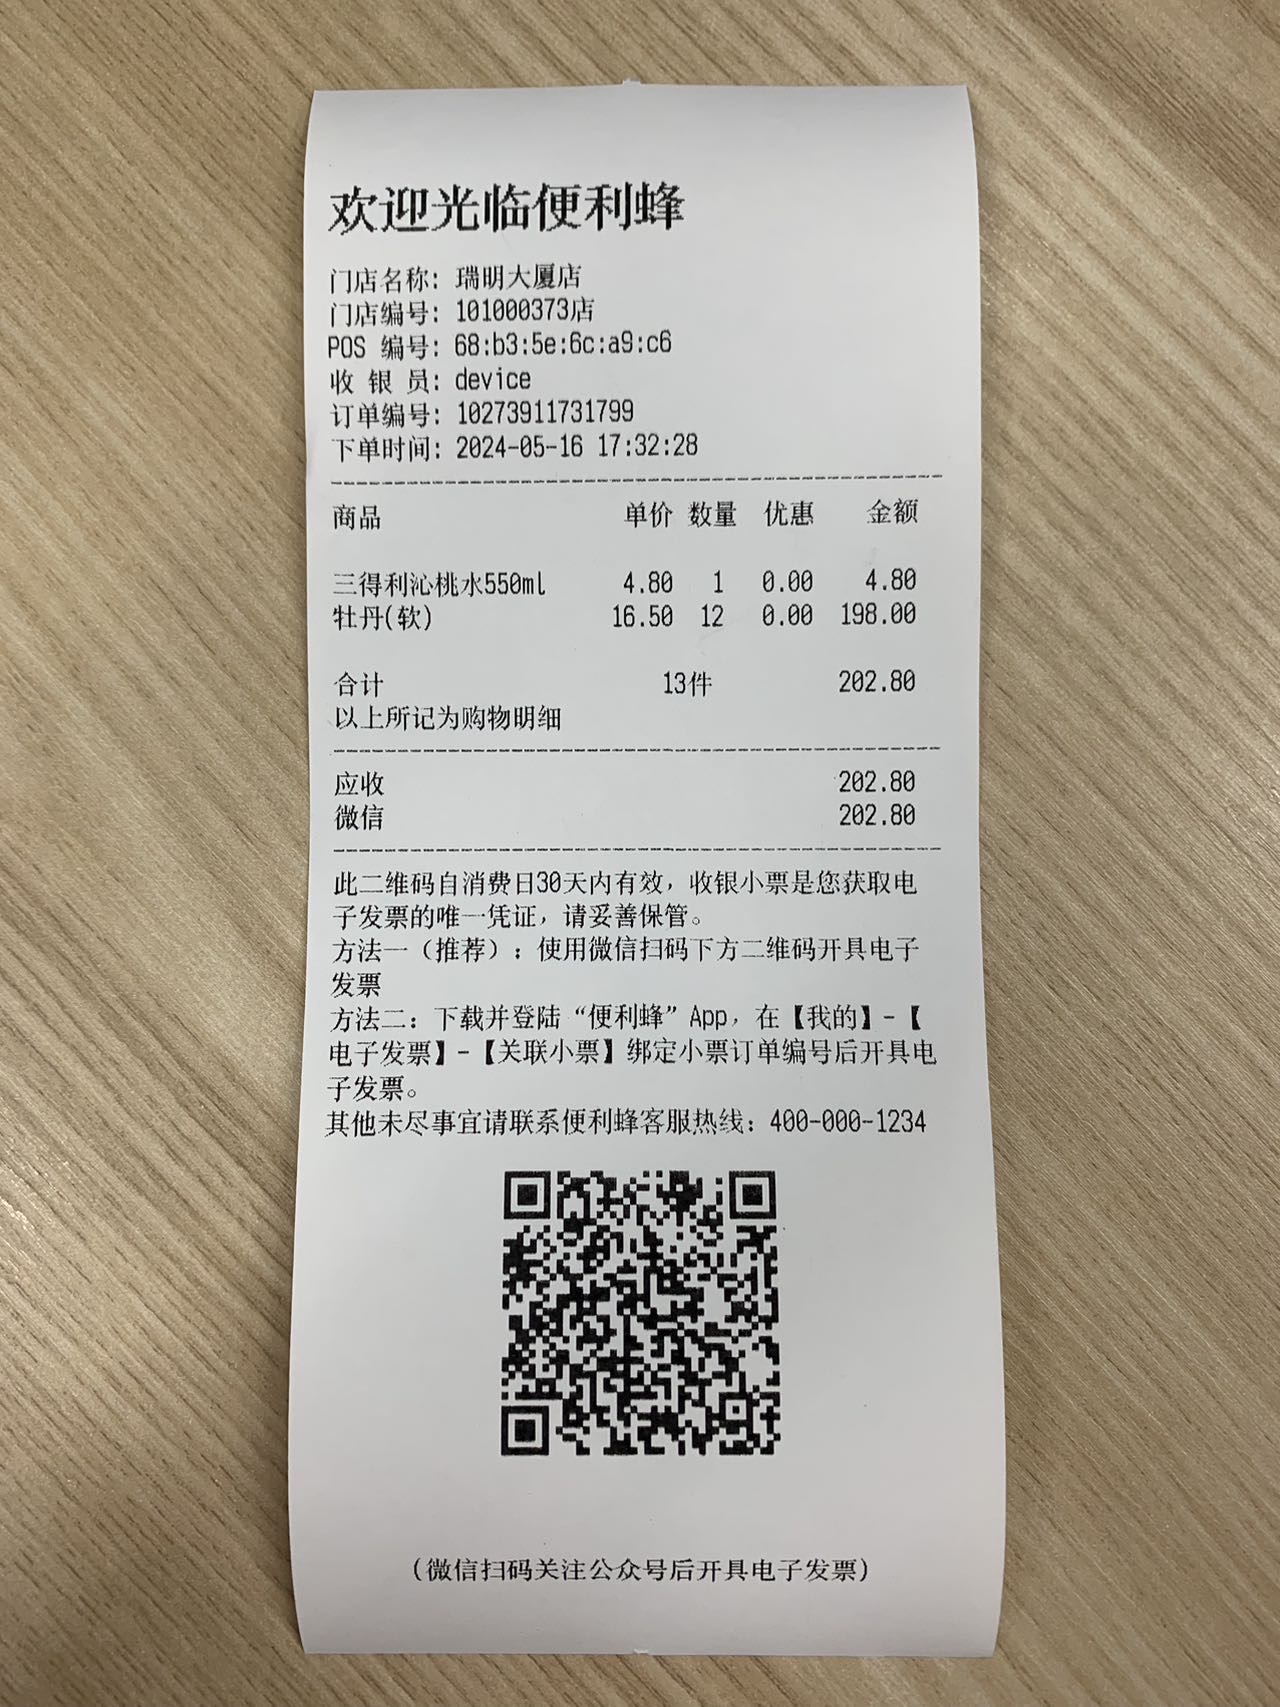 欢迎光临便利蜂
门店名称: 瑞明大厦店
门店编号: 101000373店
POS 编号: 68:b3:5e:6c:a9:c6
收 银 员: device
订单编号: 10273911731799
下单时间: 2024-05-16 17:32:28
商品 单价 数量 优惠 金额
三得利沁桃水550ml 4.80 1 0.00 4.80
牡丹(软) 16.50 12 0.00 198.00
合计 13件 202.80
以上所记为购物明细
应收 202.80
微信 202.80
此二维码自消费日30天内有效，收银小票是您获取电
子发票的唯一凭证，请妥善保管。
方法一（推荐）：使用微信扫码下方二维码开具电子
发票
方法二：下载并登陆“便利蜂”App，在【我的】-【
电子发票】-【关联小票】绑定小票订单编号后开具电
子发票。
其他未尽事宜请联系便利蜂客服热线：400-000-1234
(微信扫码关注公众号后开具电子发票)